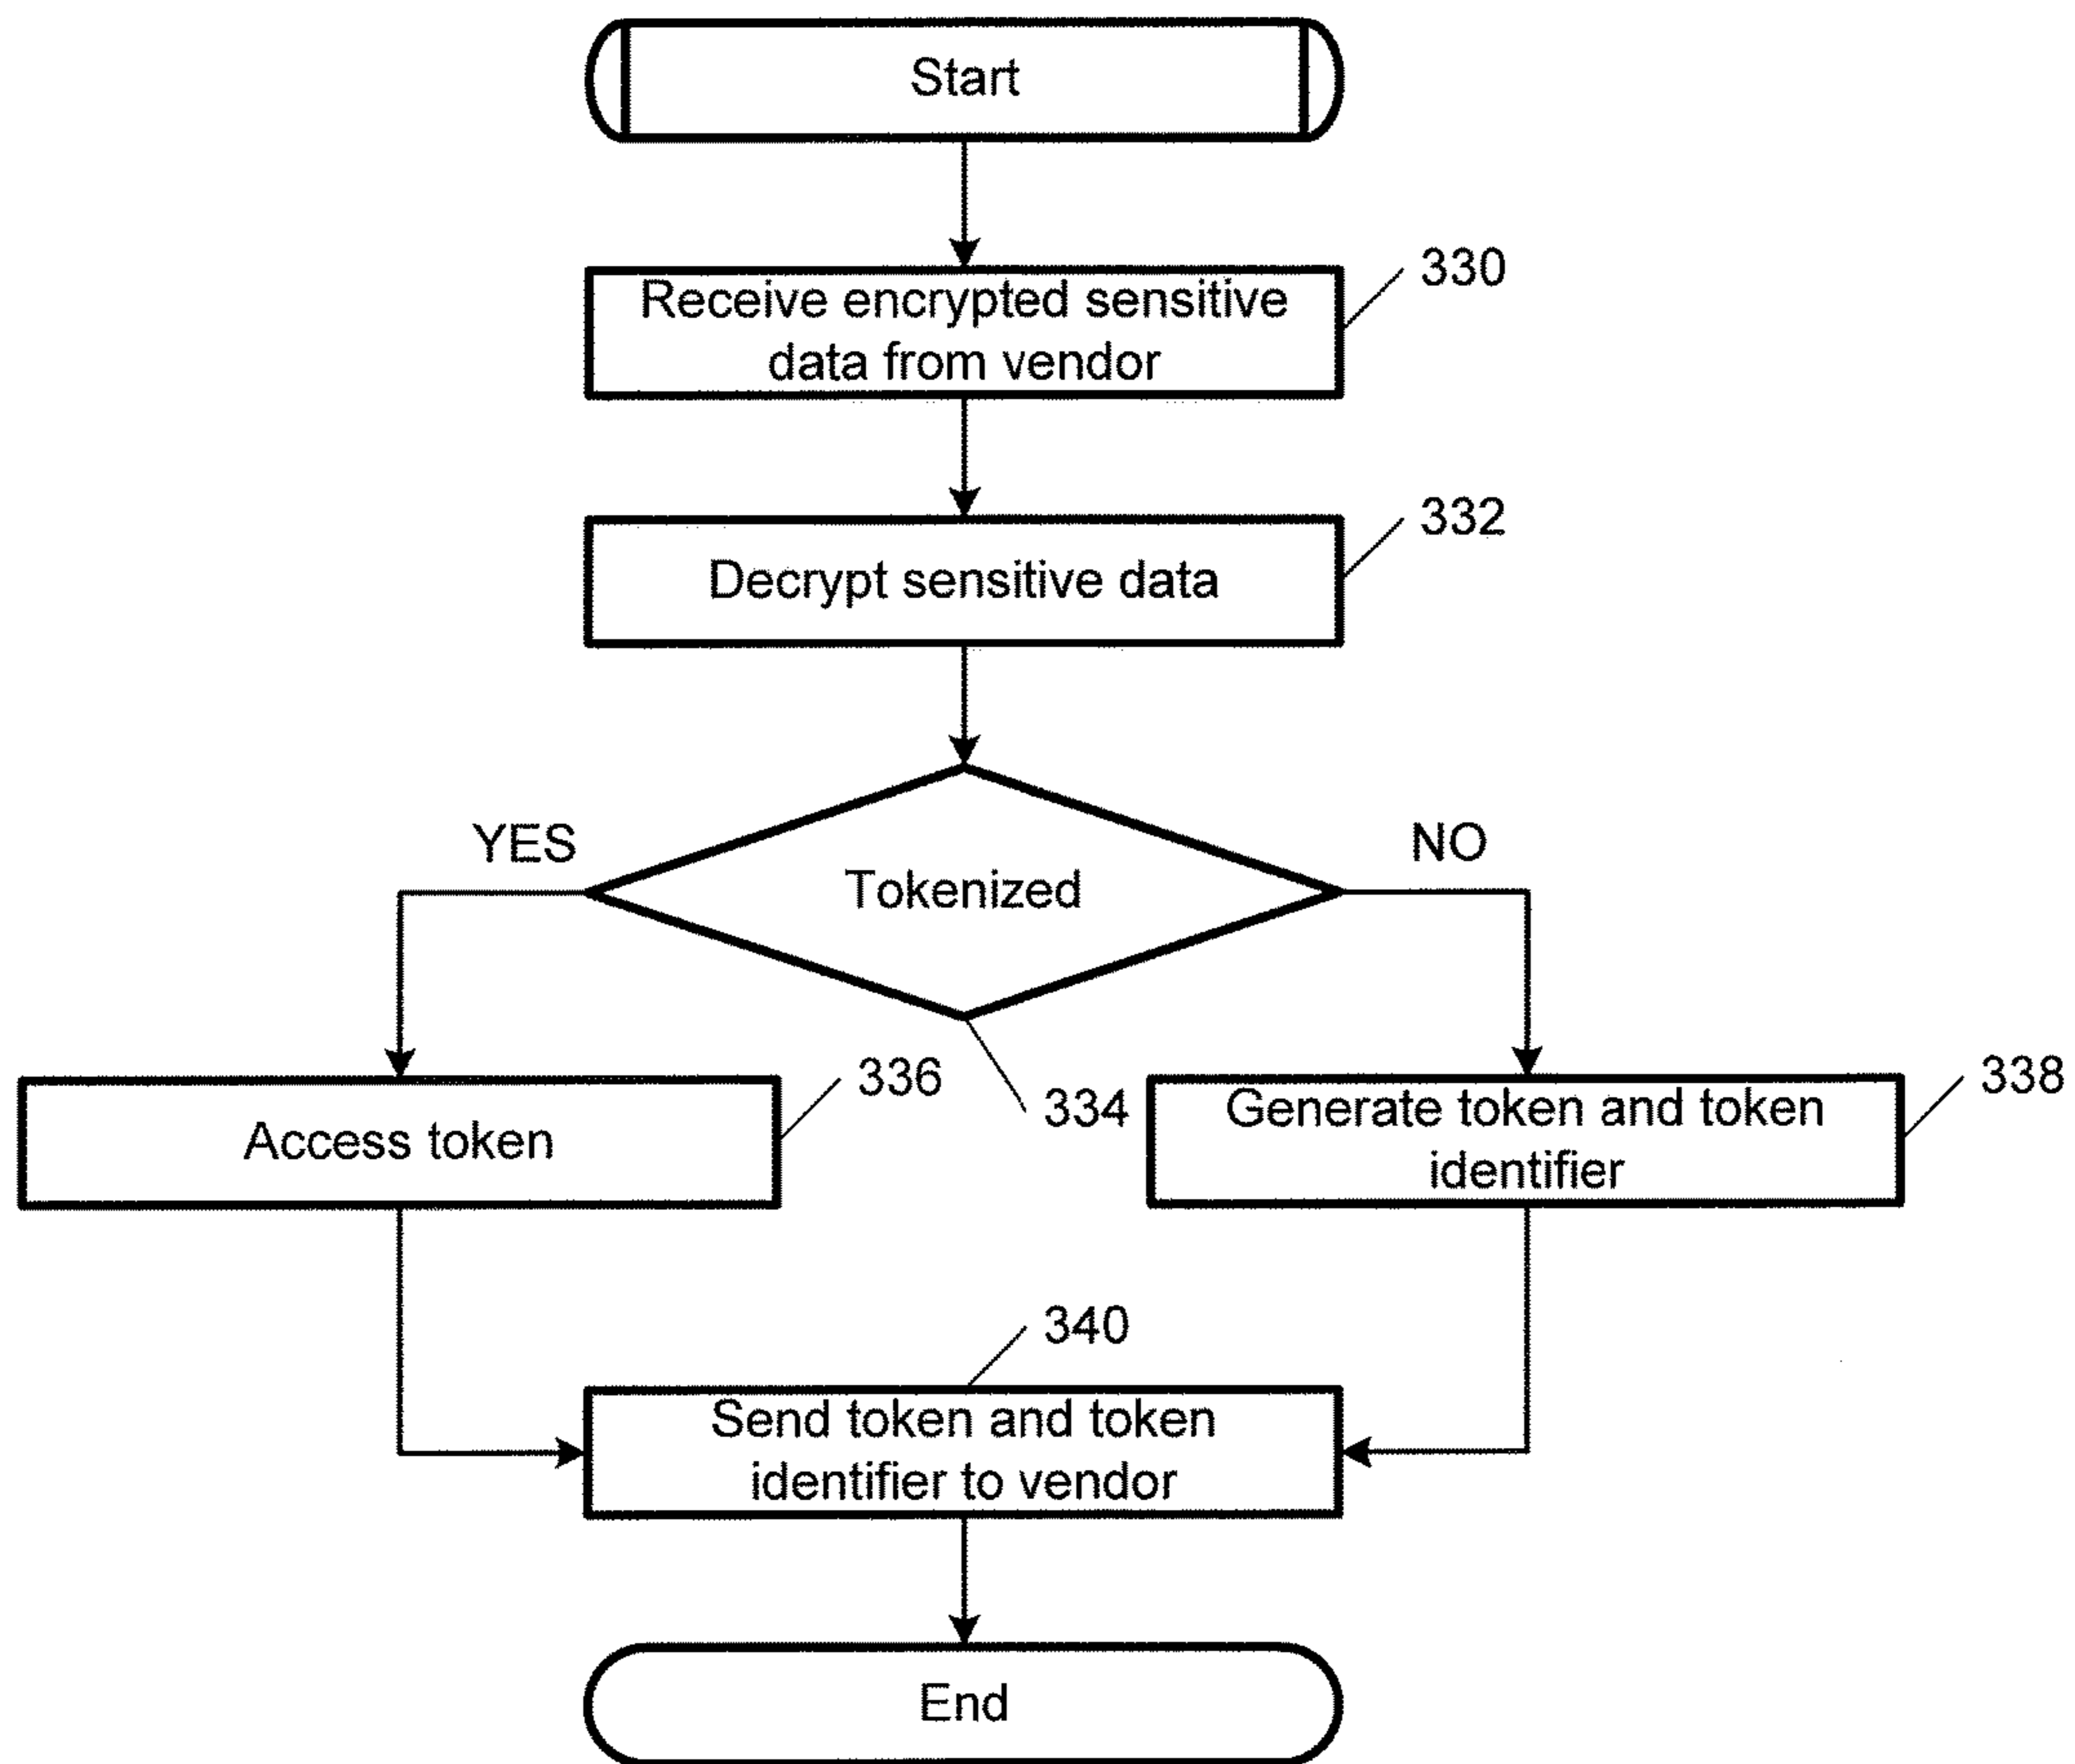 Start
330
Receive encrypted sensitive
data from vendor
332
Decrypt sensitive data
YES
NO
Tokenized
336
334
338
Access token
Generate token and token
identifier
340
Send token and token
identifier to vendor
End